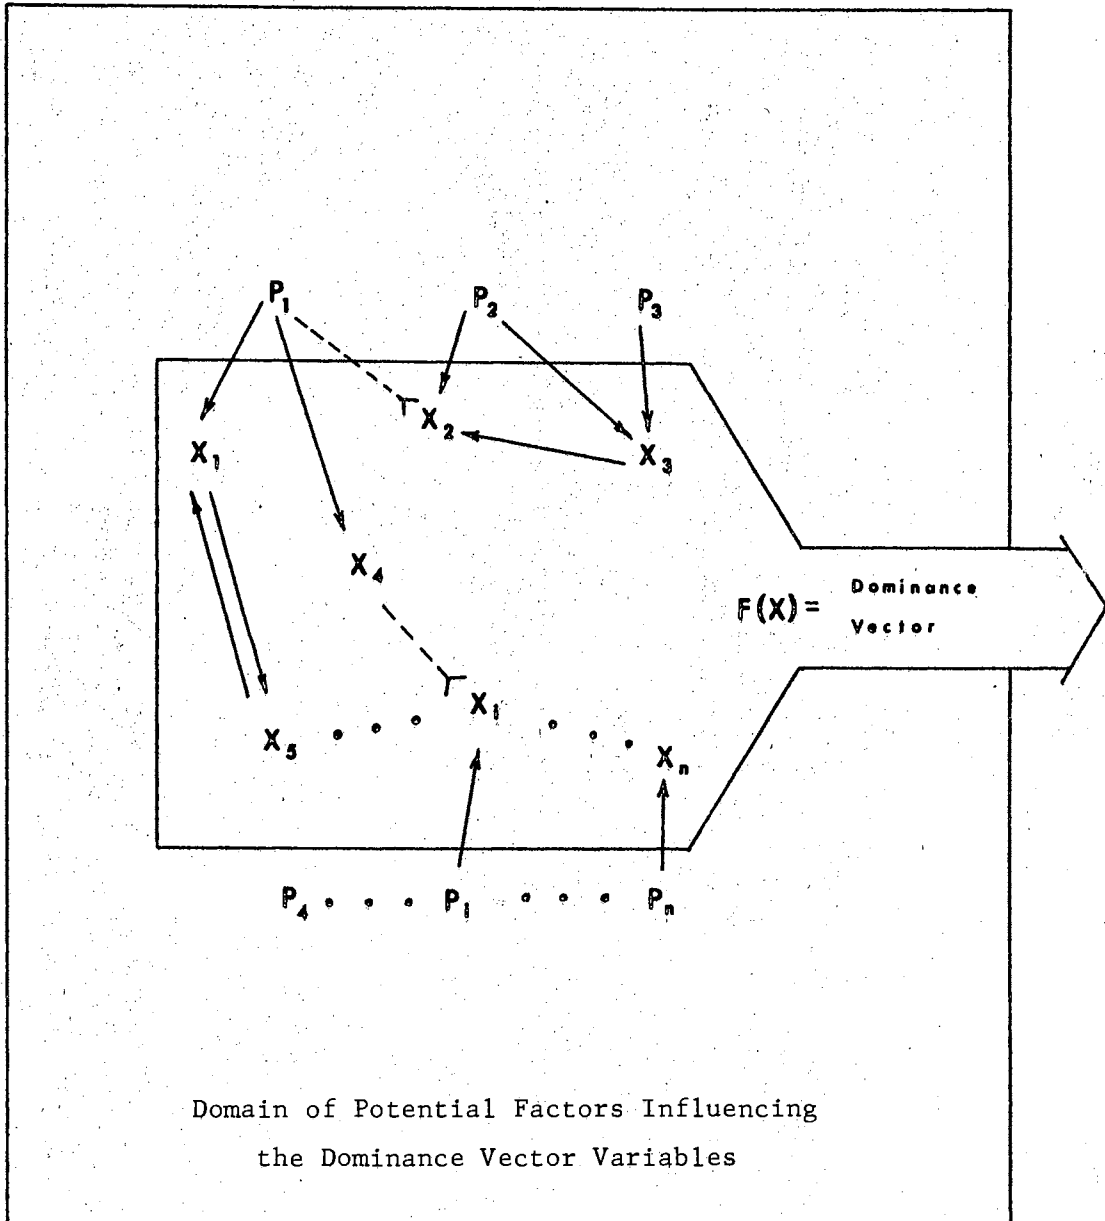 P₁ P₂ P₃
X₁ X₂ X₃
X₄
F(X) = Dominance
Vector
X₅ • • • Xᵢ • • • Xₙ
P₄ • • • Pᵢ • • • Pₙ
Domain of Potential Factors Influencing
the Dominance Vector Variables